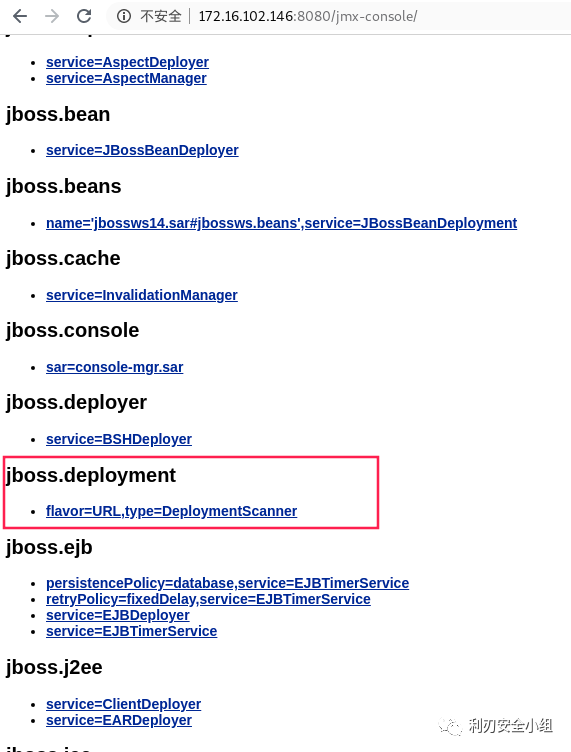 不安全 172.16.102.146:8080/jmx-console/
service=AspectDeployer
service=AspectManager
jboss.bean
service=JBossBeanDeployer
jboss.beans
name='jbossws14.sar#jbossws.beans',service=JBossBeanDeployment
jboss.cache
service=InvalidationManager
jboss.console
sar=console-mgr.sar
jboss.deployer
service=BSHDeployer
jboss.deployment
flavor=URL,type=DeploymentScanner
jboss.ejb
persistencePolicy=database,service=EJBTimerService
retryPolicy=fixedDelay,service=EJBTimerService
service=EJBDeployer
service=EJBTimerService
jboss.j2ee
service=ClientDeployer
service=EARDeployer
利刃安全小组